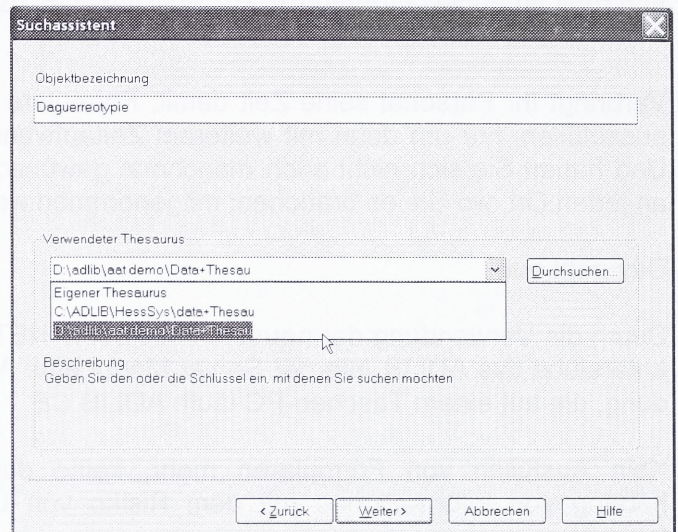 Suchassistent
Objektbezeichnung
Daguerreotypie
Verwendeter Thesaurus
D:\adlib\aat demo\Data+Thesau
Durchsuchen...
Eigener Thesaurus
C:\ADLIB\HessSys\data+Thesau
D:\adlib\aat demo\Data+Thesau
Beschreibung
Geben Sie den oder die Schlüssel ein, mit denen Sie suchen möchten
< Zurück Weiter > Abbrechen Hilfe